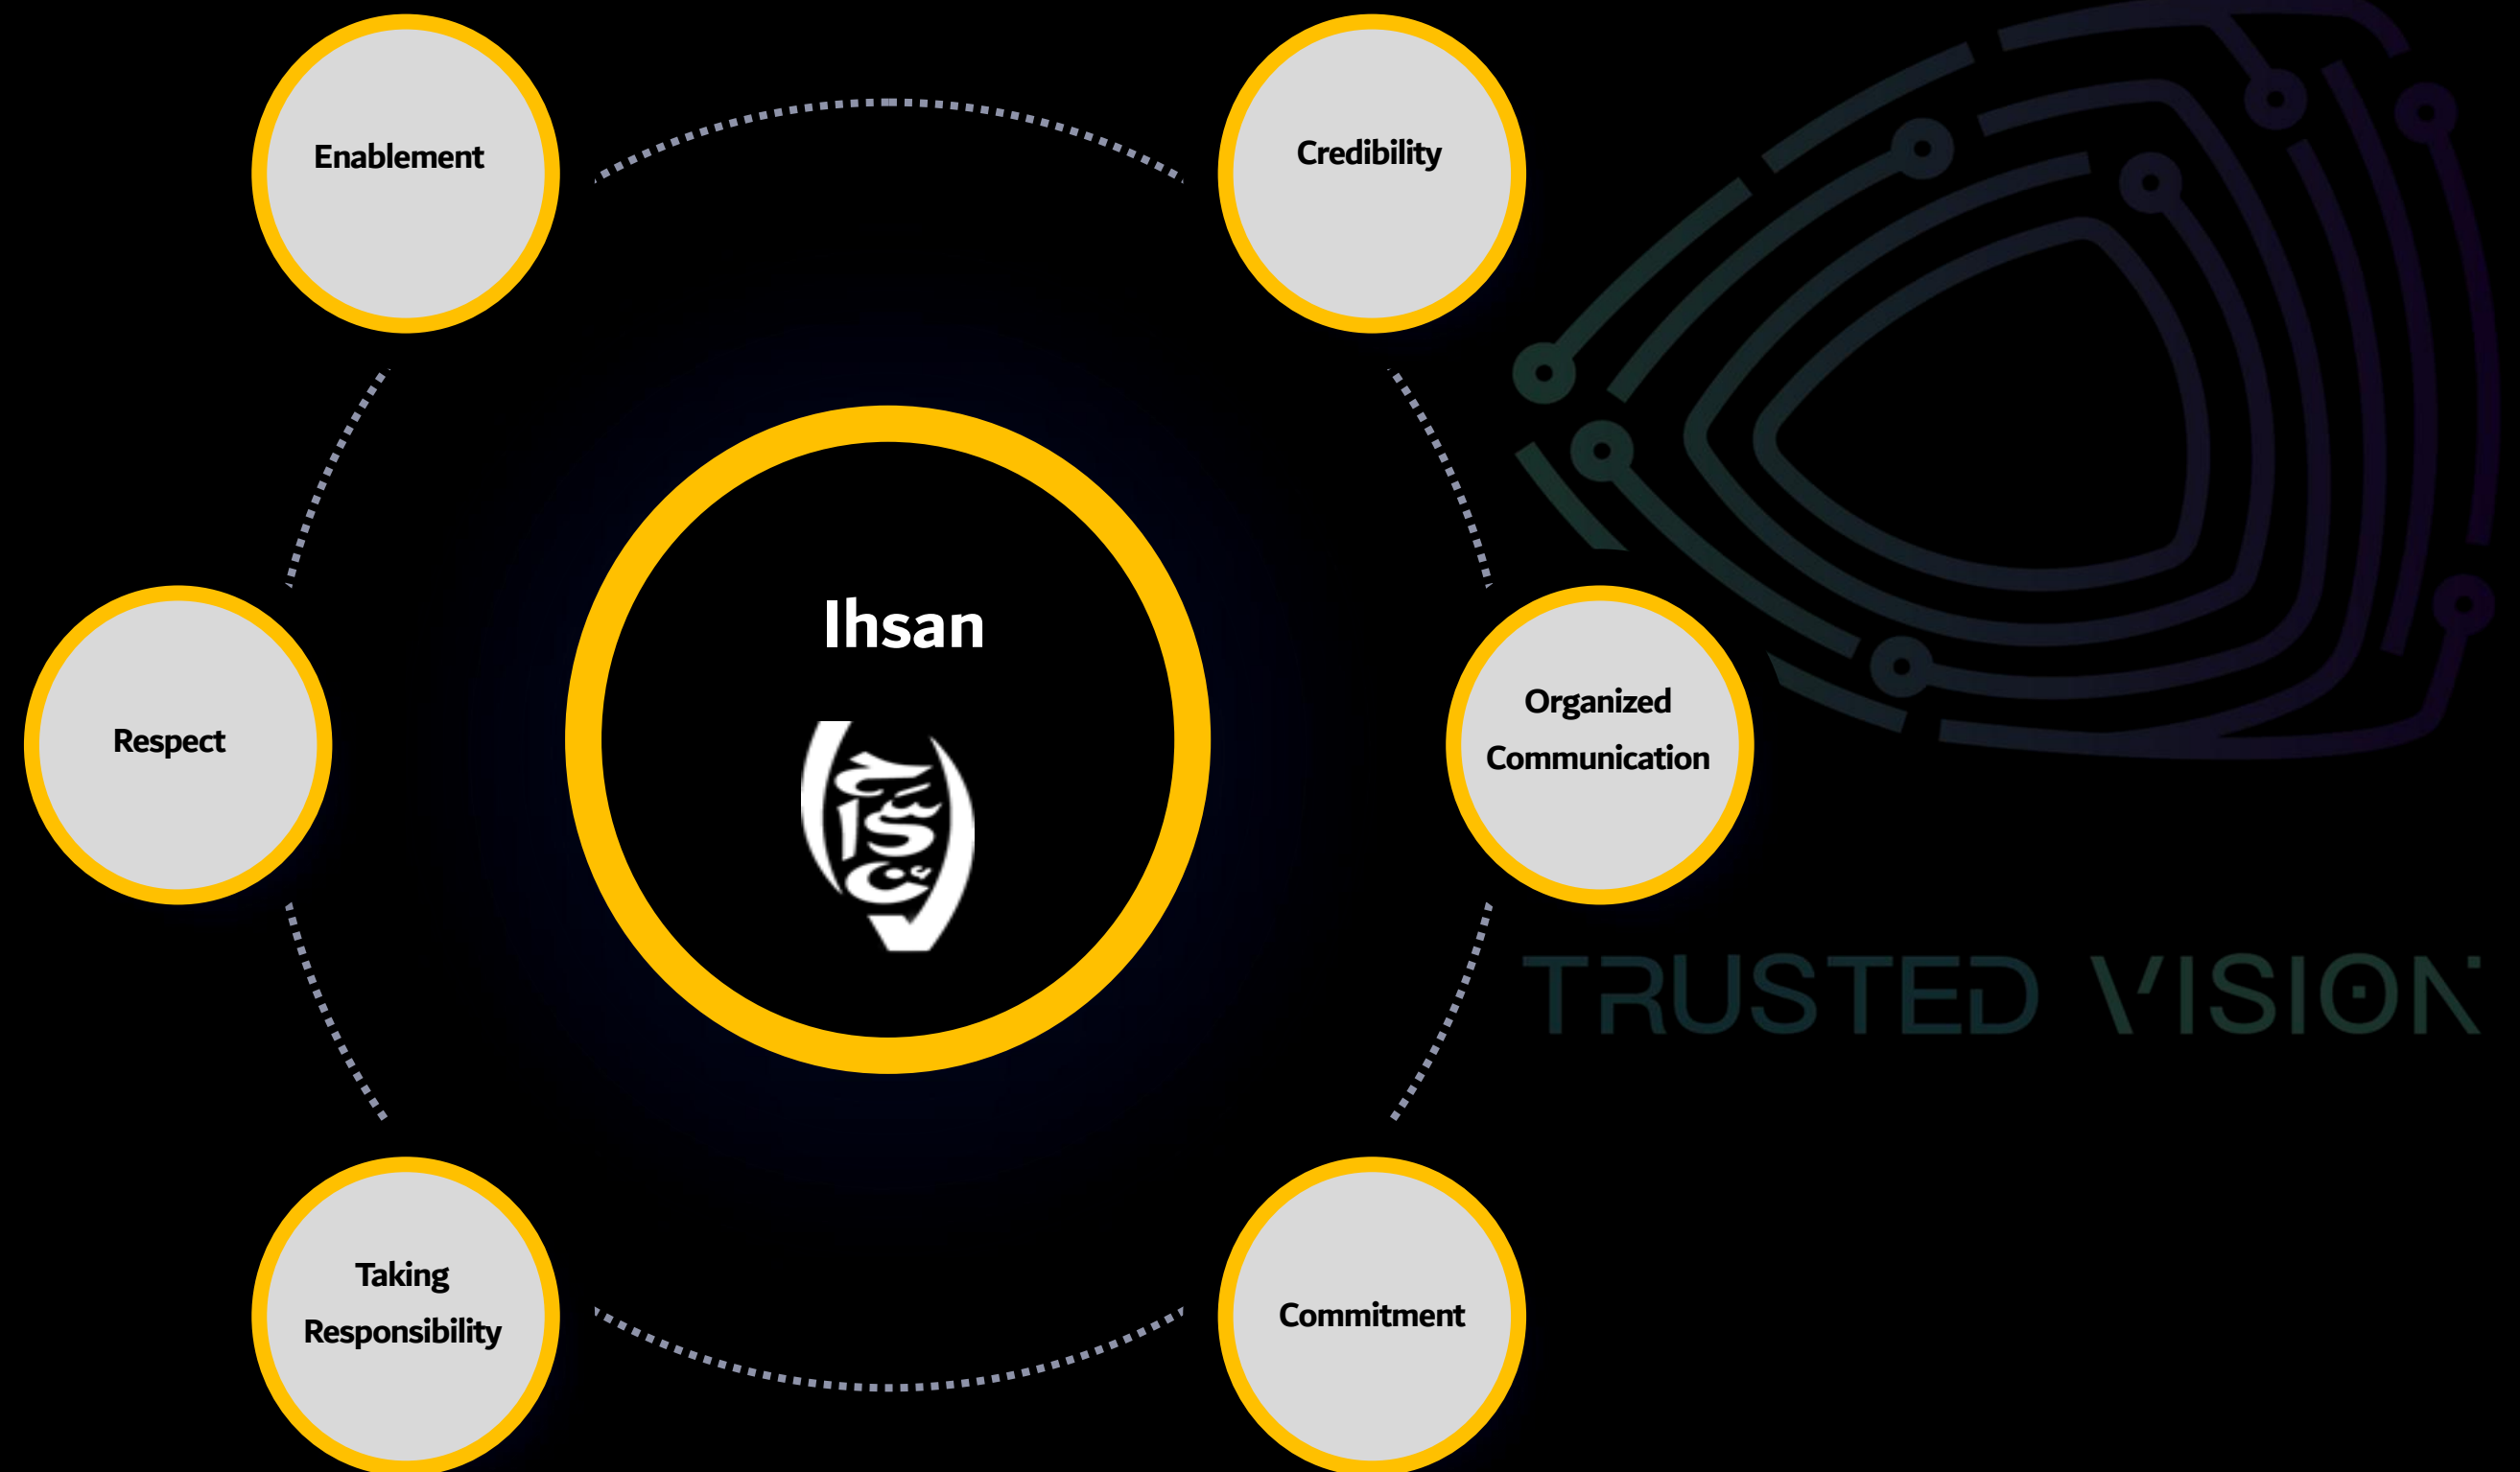 Enablement
Credibility
Ihsan
Respect
Organized
Communication
TRUSTED VISION
Taking
Responsibility
Commitment